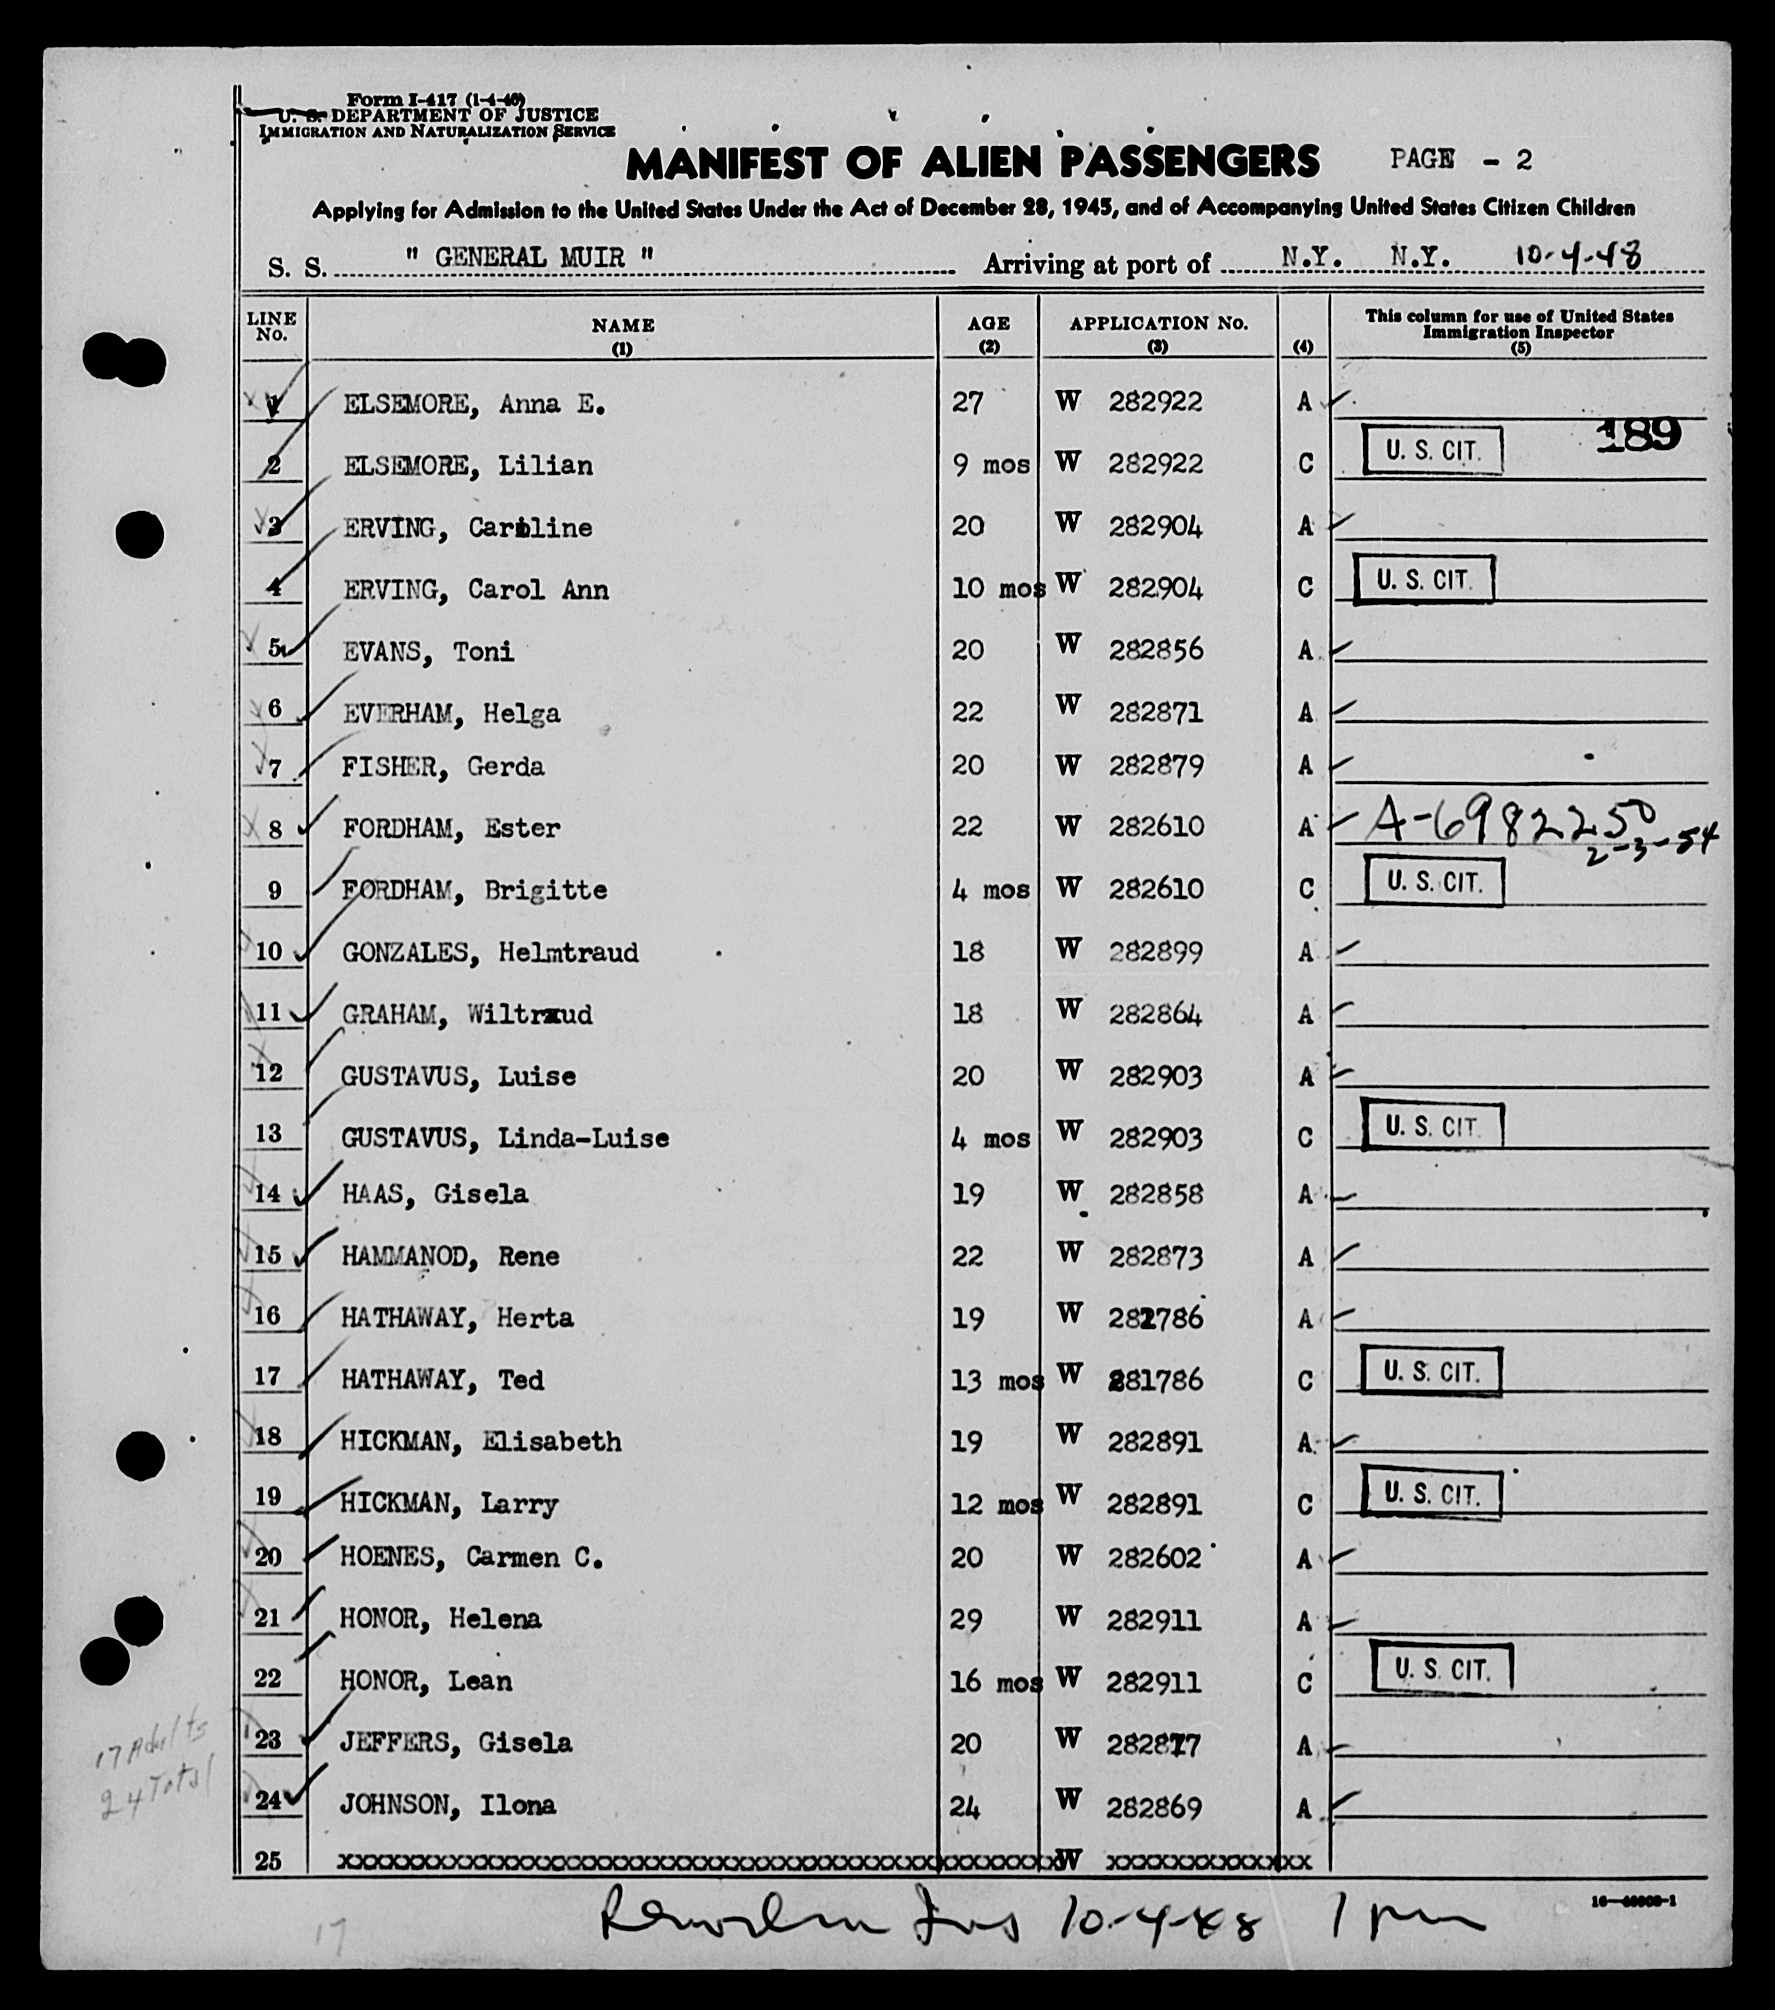 Form I-417 (1-4-46)
U. S. DEPARTMENT OF JUSTICE
IMMIGRATION AND NATURALIZATION SERVICE
MANIFEST OF ALIEN PASSENGERS PAGE - 2
Applying for Admission to the United States Under the Act of December 28, 1945, and of Accompanying United States Citizen Children
S. S. " GENERAL MUIR " Arriving at port of N.Y. N.Y. 10-4-48
LINE No. NAME (1) AGE (2) APPLICATION No. (3) (4) This column for use of United States Immigration Inspector (5)
1 ELSEMORE, Anna E. 27 W 282922 A
189
2 ELSEMORE, Lilian 9 mos W 282922 C U. S. CIT.
3 ERVING, Caroline 20 W 282904 A
4 ERVING, Carol Ann 10 mos W 282904 C U. S. CIT.
5 EVANS, Toni 20 W 282856 A
6 EVERHAM, Helga 22 W 282871 A
7 FISHER, Gerda 20 W 282879 A
8 FORDHAM, Ester 22 W 282610 A A-6982250
2-3-54
9 FORDHAM, Brigitte 4 mos W 282610 C U. S. CIT.
10 GONZALES, Helmtraud 18 W 282899 A
11 GRAHAM, Wiltraud 18 W 282864 A
12 GUSTAVUS, Luise 20 W 282903 A
13 GUSTAVUS, Linda-Luise 4 mos W 282903 C U. S. CIT.
14 HAAS, Gisela 19 W 282858 A
15 HAMMANOD, Rene 22 W 282873 A
16 HATHAWAY, Herta 19 W 281786 A
17 HATHAWAY, Ted 13 mos W 281786 C U. S. CIT.
18 HICKMAN, Elisabeth 19 W 282891 A
19 HICKMAN, Larry 12 mos W 282891 C U. S. CIT.
20 HOENES, Carmen C. 20 W 282602 A
21 HONOR, Helena 29 W 282911 A
22 HONOR, Lean 16 mos W 282911 C U. S. CIT.
23 JEFFERS, Gisela 20 W 282877 A
17 Adults
24 Total
24 JOHNSON, Ilona 24 W 282869 A
25 xxxxxxxxxxxxxxxxxxxxxxxxxxxxxxxxxxxxxxxxxxxxxx W xxxxxxxxxxxxx
10-4-48 1 pm
17